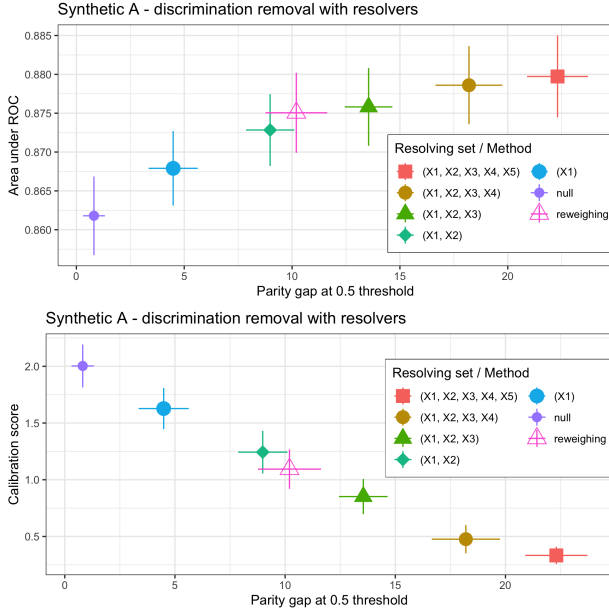 Synthetic A - discrimination removal with resolvers
Area under ROC
0.885
0.880
0.875
0.870
0.865
0.860
0
5
10
15
20
Parity gap at 0.5 threshold
Resolving set / Method
(X1, X2, X3, X4, X5)
(X1, X2, X3, X4)
(X1, X2, X3)
(X1, X2)
(X1)
null
reweighing
Synthetic A - discrimination removal with resolvers
Calibration score
2.0
1.5
1.0
0.5
0
5
10
15
20
Parity gap at 0.5 threshold
Resolving set / Method
(X1, X2, X3, X4, X5)
(X1, X2, X3, X4)
(X1, X2, X3)
(X1, X2)
(X1)
null
reweighing